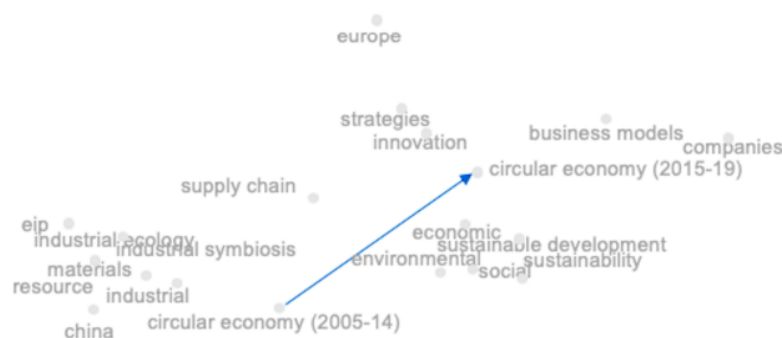 europe
strategies
innovation
business models
companies
circular economy (2015-19)
supply chain
eip
industrial ecology
industrial symbiosis
economic
sustainable development
environmental
sustainability
materials
social
resource
industrial
circular economy (2005-14)
china